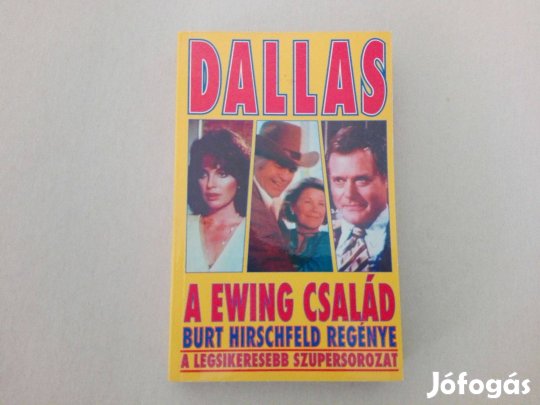 DALLAS
A EWING CSALÁD
BURT HIRSCHFELD REGÉNYE
A LEGSIKERESEBB SZUPERSOROZAT
Jófogás